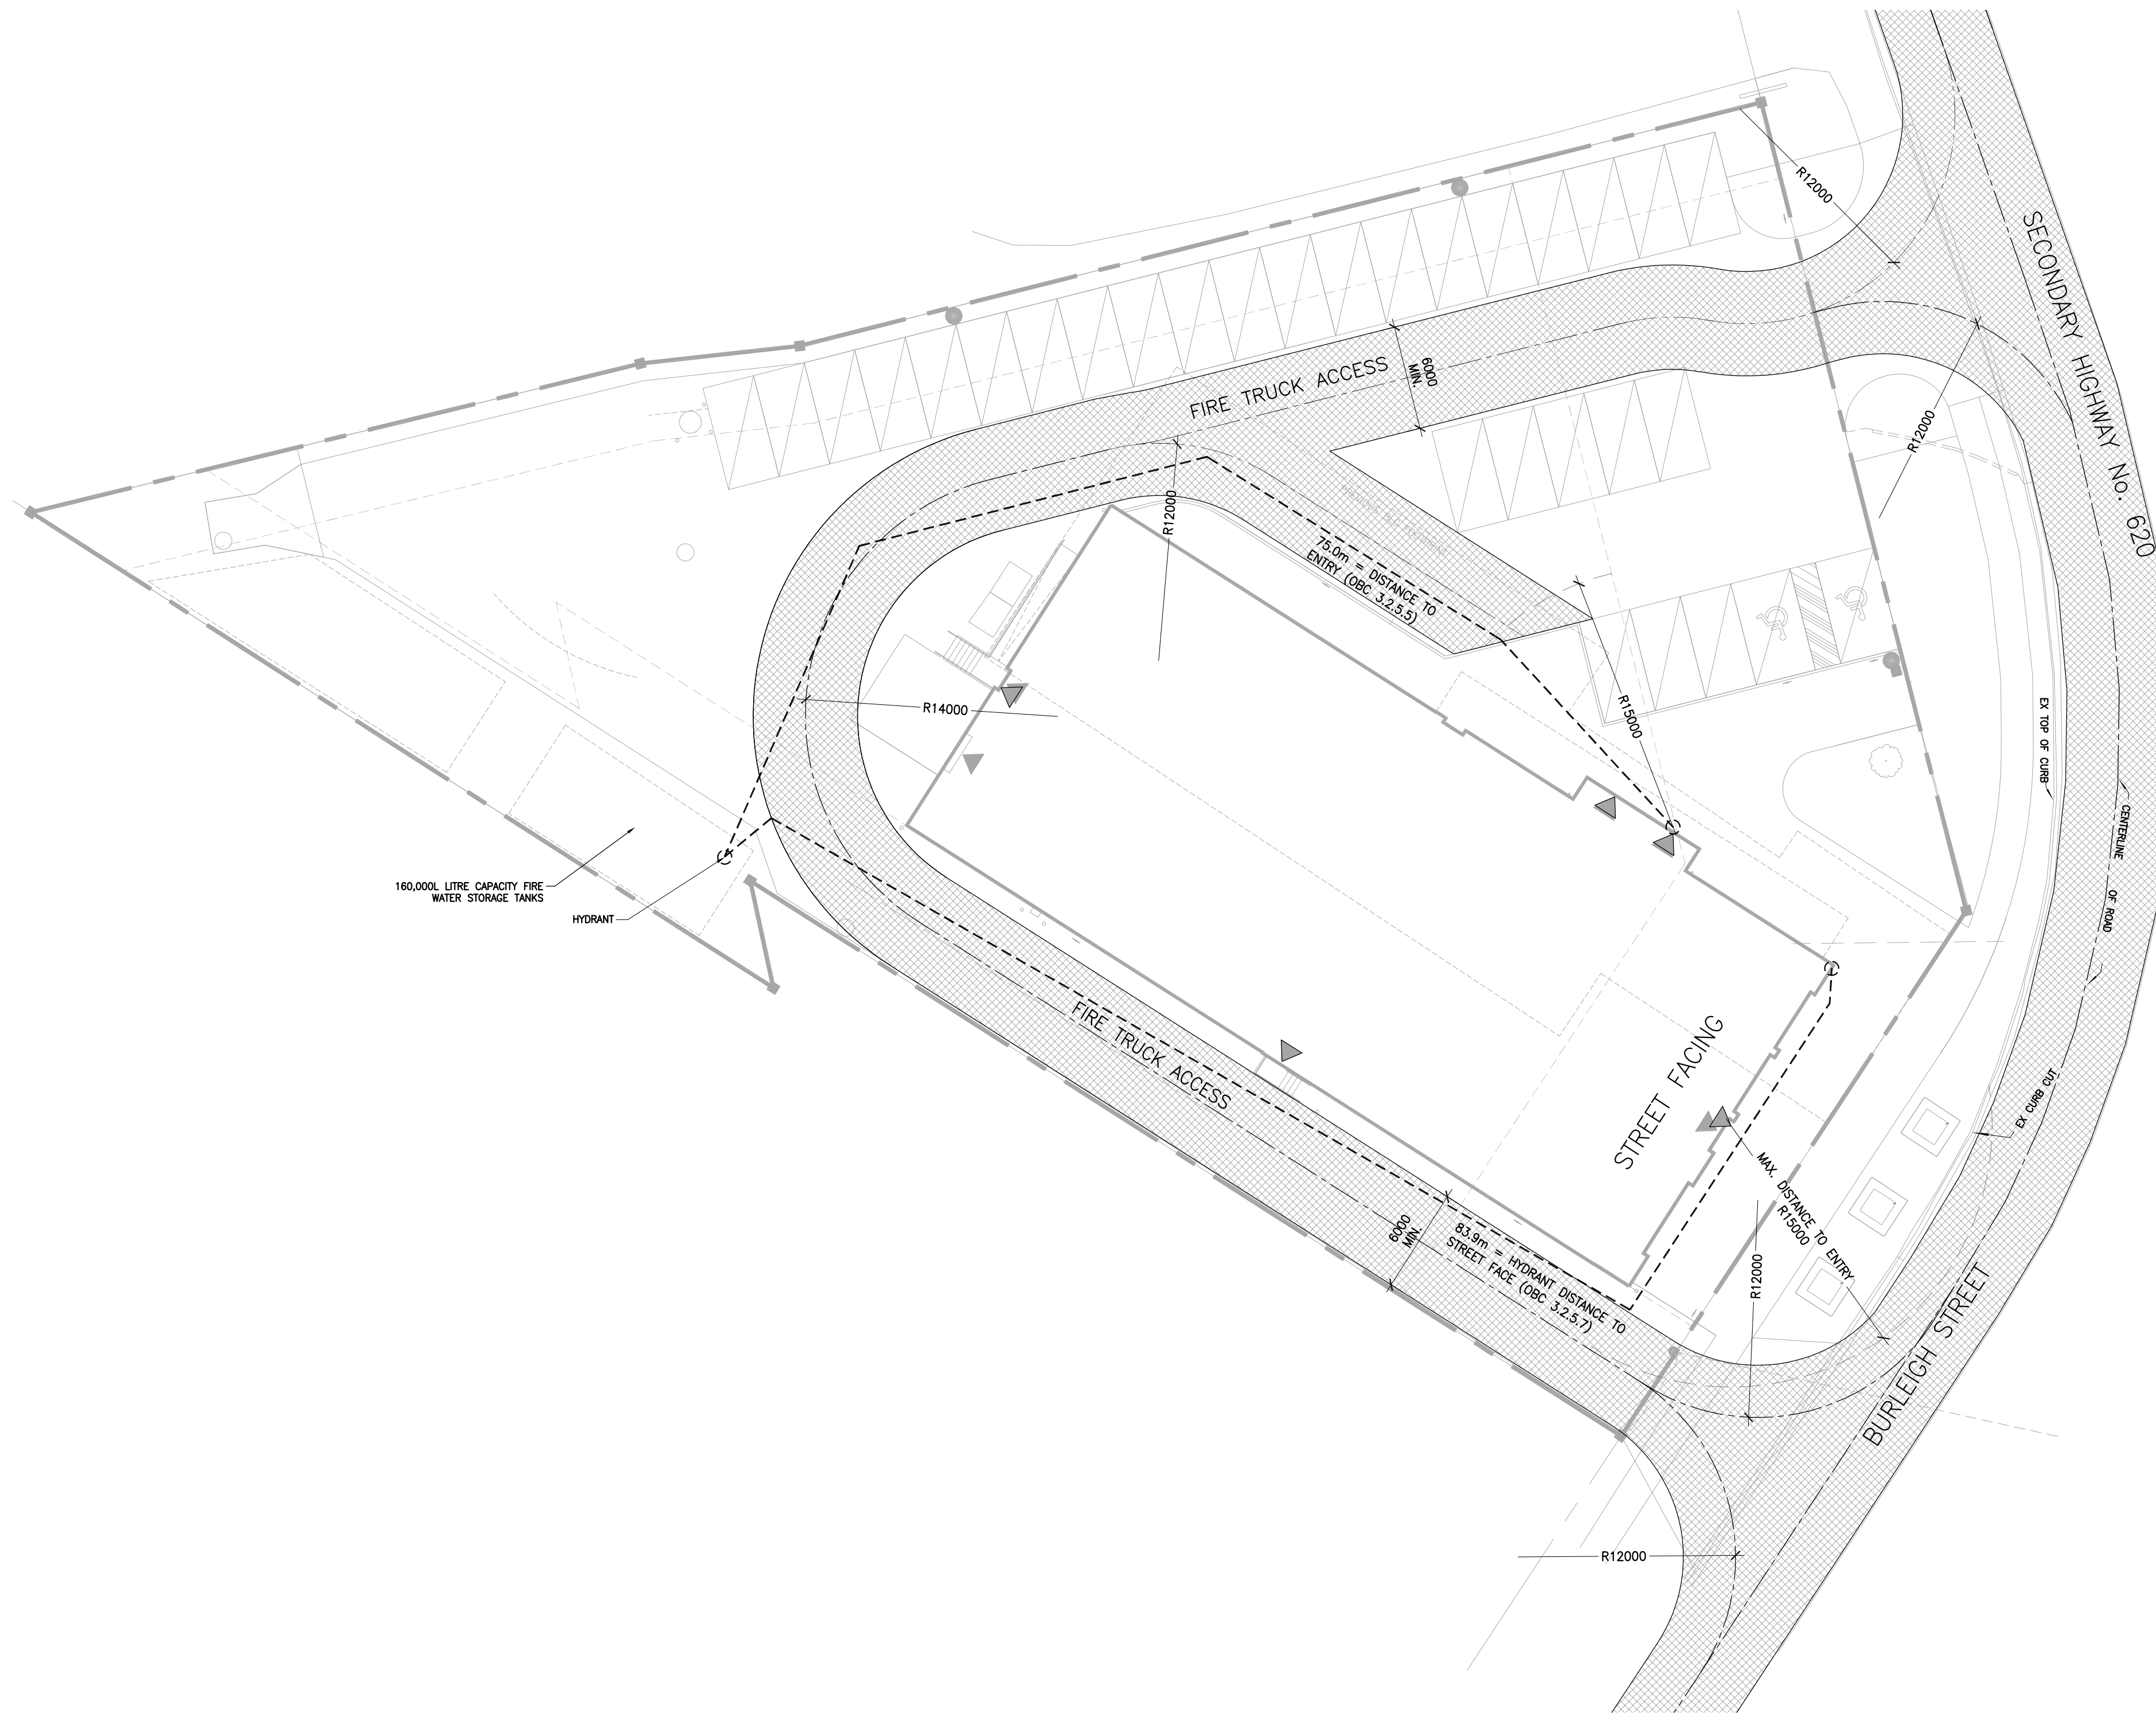 R12000
SECONDARY HIGHWAY No. 620
R12000
FIRE TRUCK ACCESS
6000
MIN.
R12000
PREVIOUS BLG FOOTPRINT
75.0m = DISTANCE TO
ENTRY (OBC 3.2.5.5)
R14000
R15000
EX TOP OF CURB
CENTERLINE OF ROAD
160,000L LITRE CAPACITY FIRE
WATER STORAGE TANKS
HYDRANT
FIRE TRUCK ACCESS
STREET FACING
EX CURB CUT
MAX. DISTANCE TO ENTRY
R15000
6000
MIN.
83.9m = HYDRANT DISTANCE TO
STREET FACE (OBC 3.2.5.7)
R12000
BURLEIGH STREET
R12000